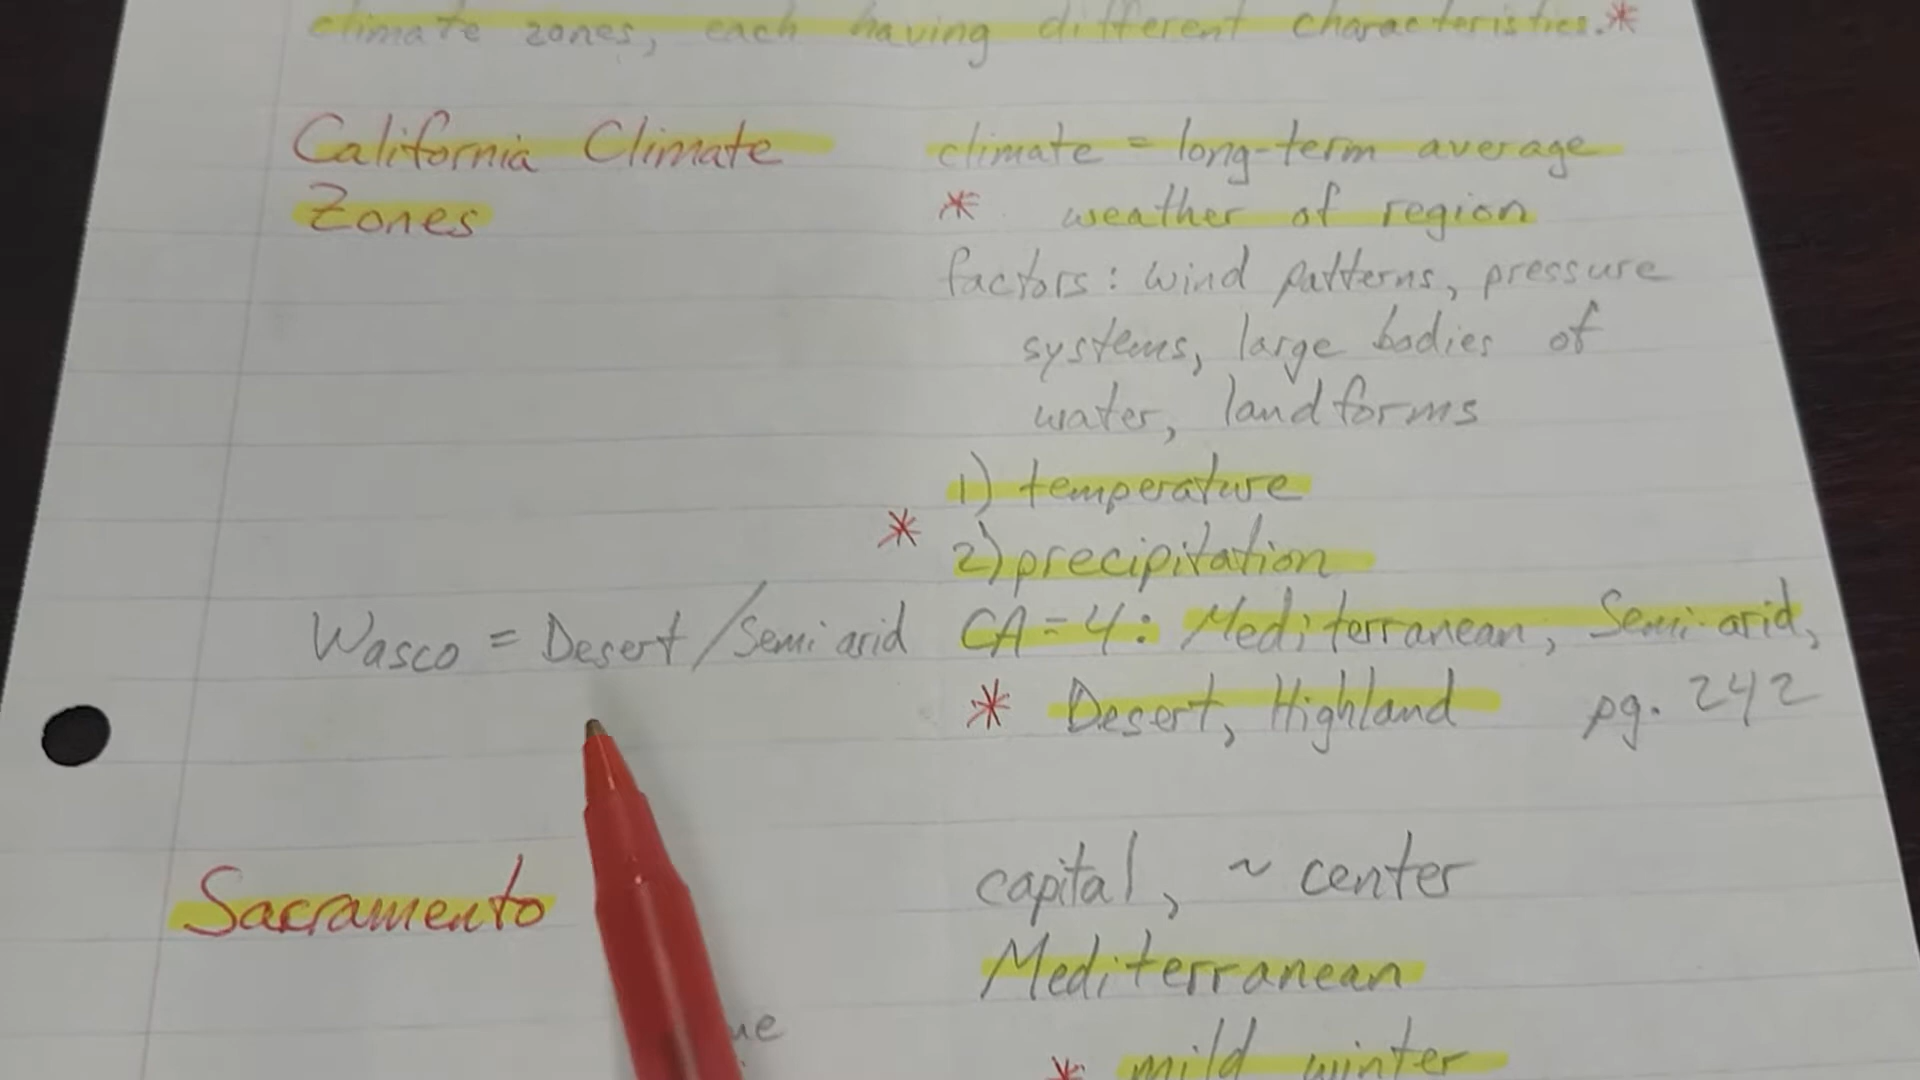 climate zones, each having different characteristics.*
California Climate
Zones
climate = long-term average
* weather of region
factors: wind patterns, pressure
systems, large bodies of
water, landforms
1) temperature
*
2) precipitation
Wasco = Desert/Semi arid
CA = 4: Mediterranean, Semi-arid,
* Desert, Highland pg. 242
Sacramento
capital, ~ center
Mediterranean
* mild winter